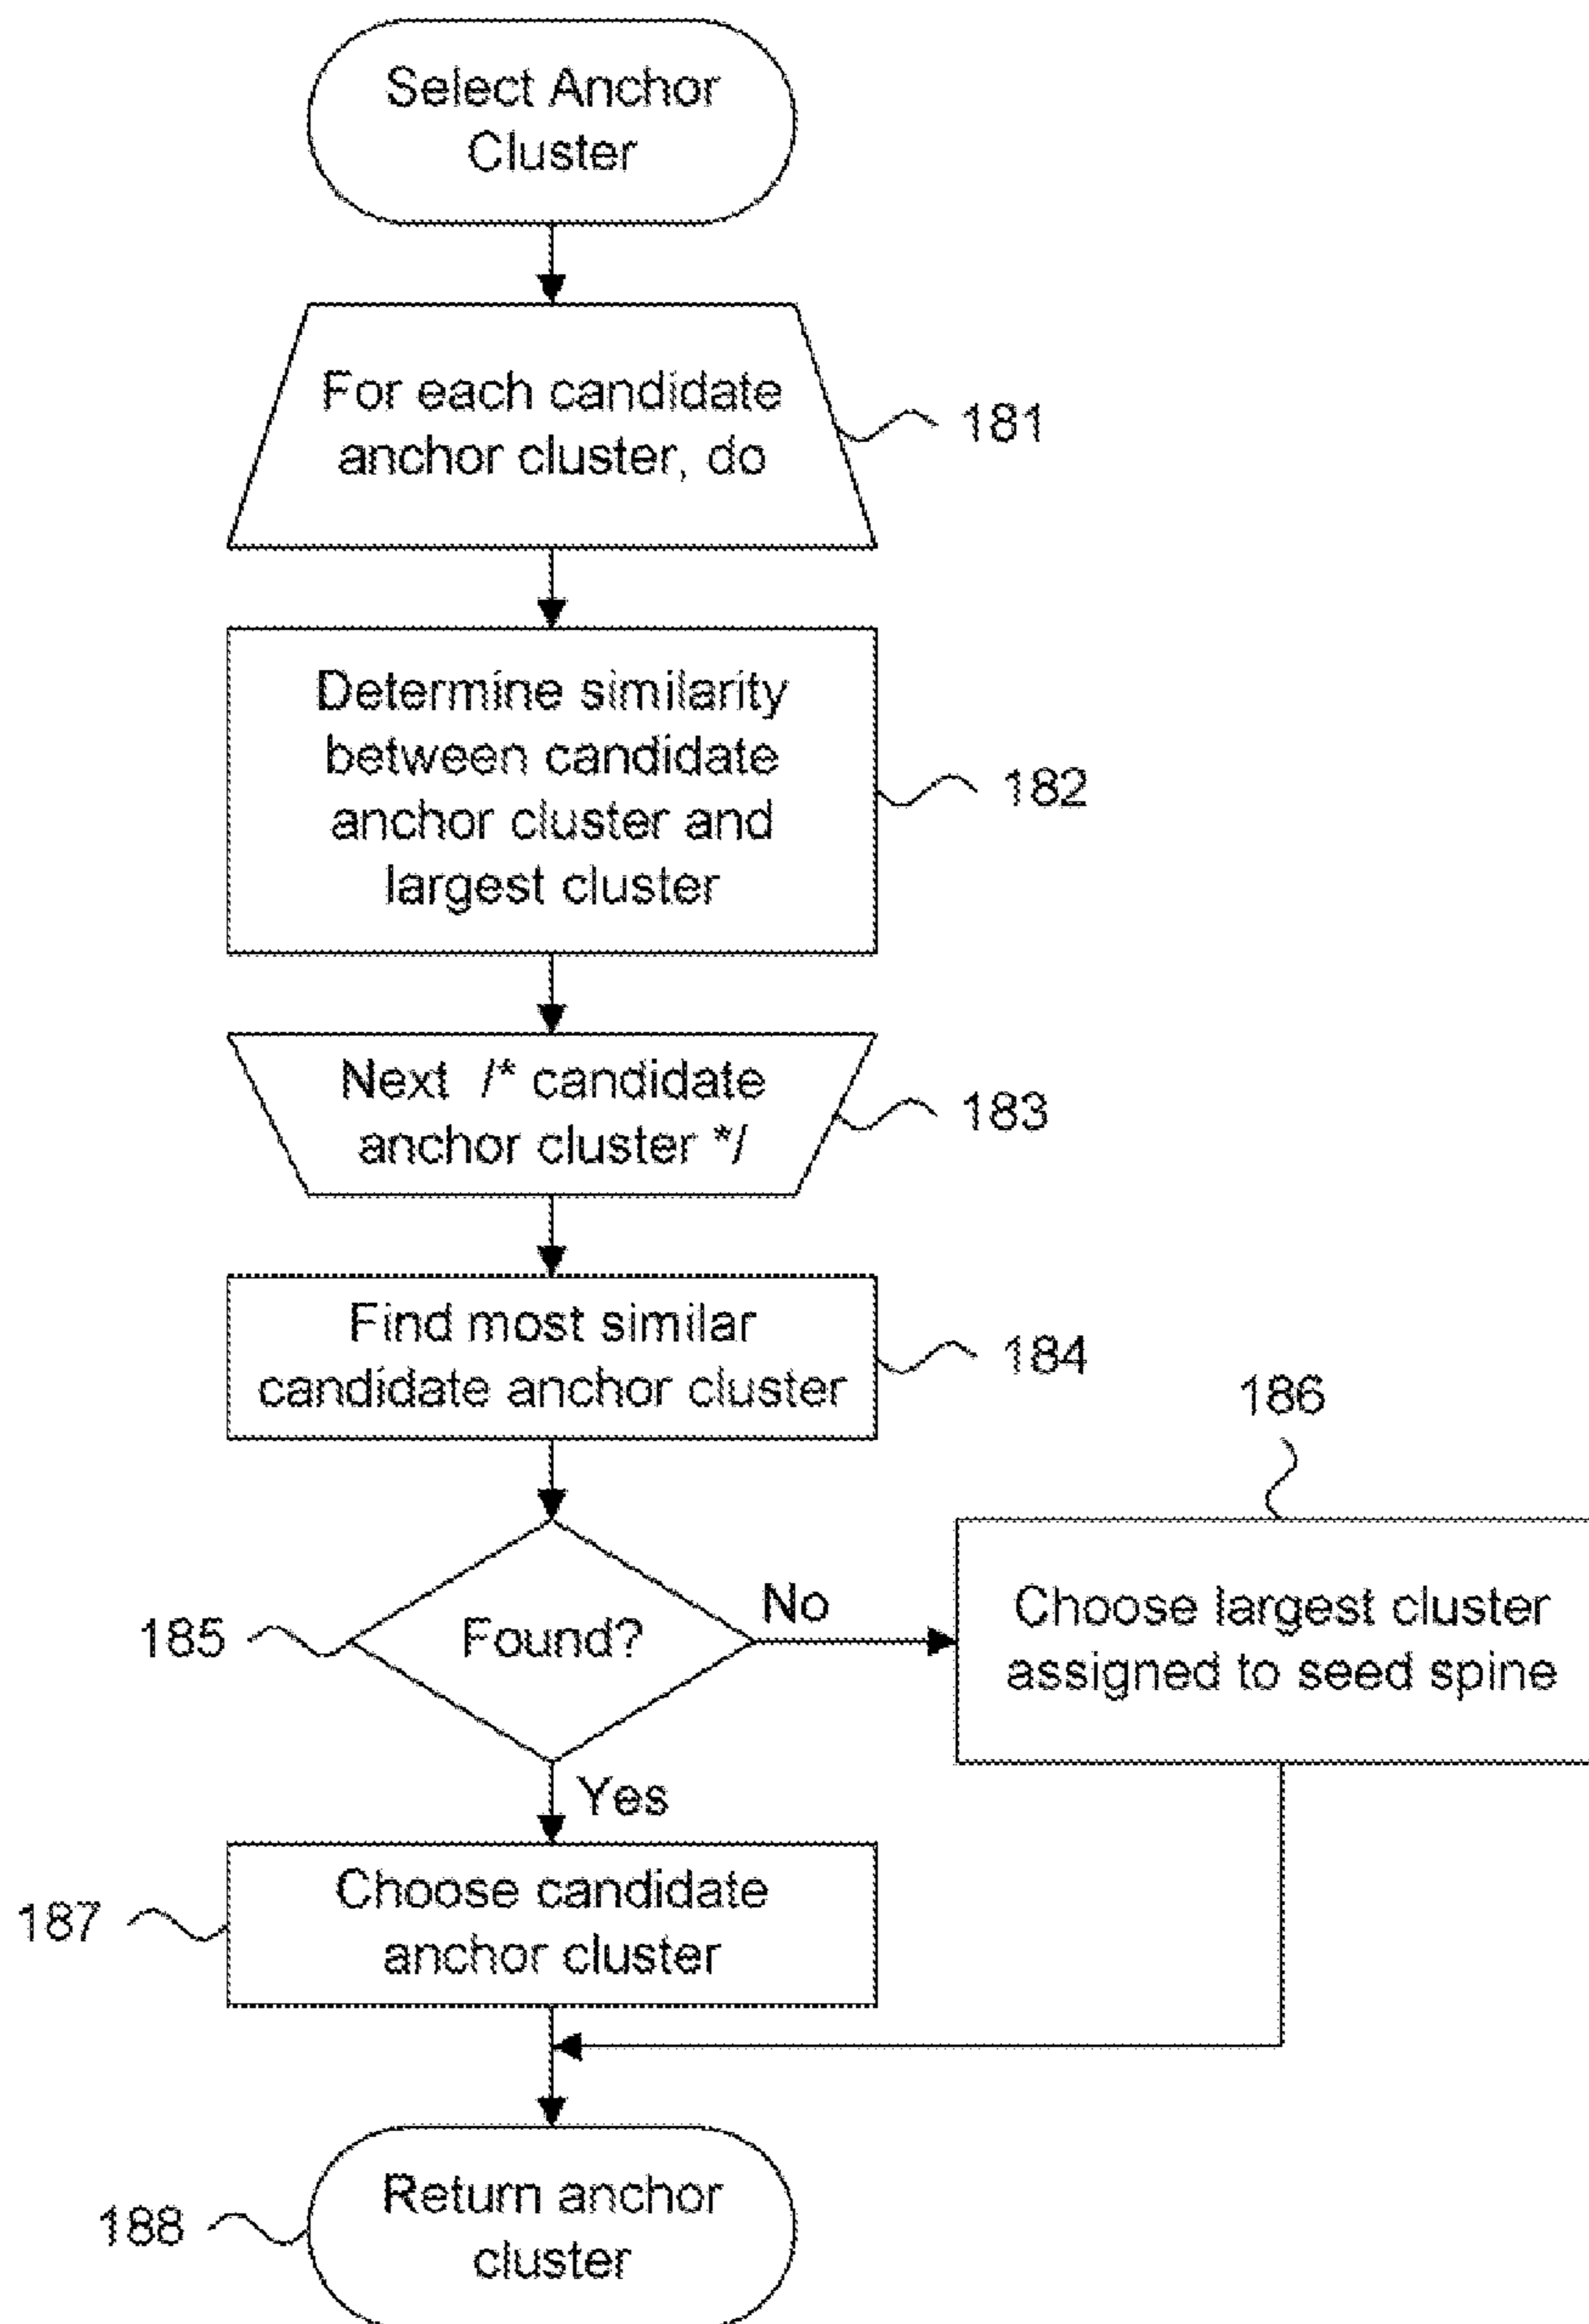 Select Anchor
Cluster
For each candidate
anchor cluster, do
181
Determine similarity
between candidate
anchor cluster and
largest cluster
182
Next /* candidate
anchor cluster */
183
Find most similar
candidate anchor cluster
184
186
185
Found?
No
Choose largest cluster
assigned to seed spine
Yes
187
Choose candidate
anchor cluster
188
Return anchor
cluster